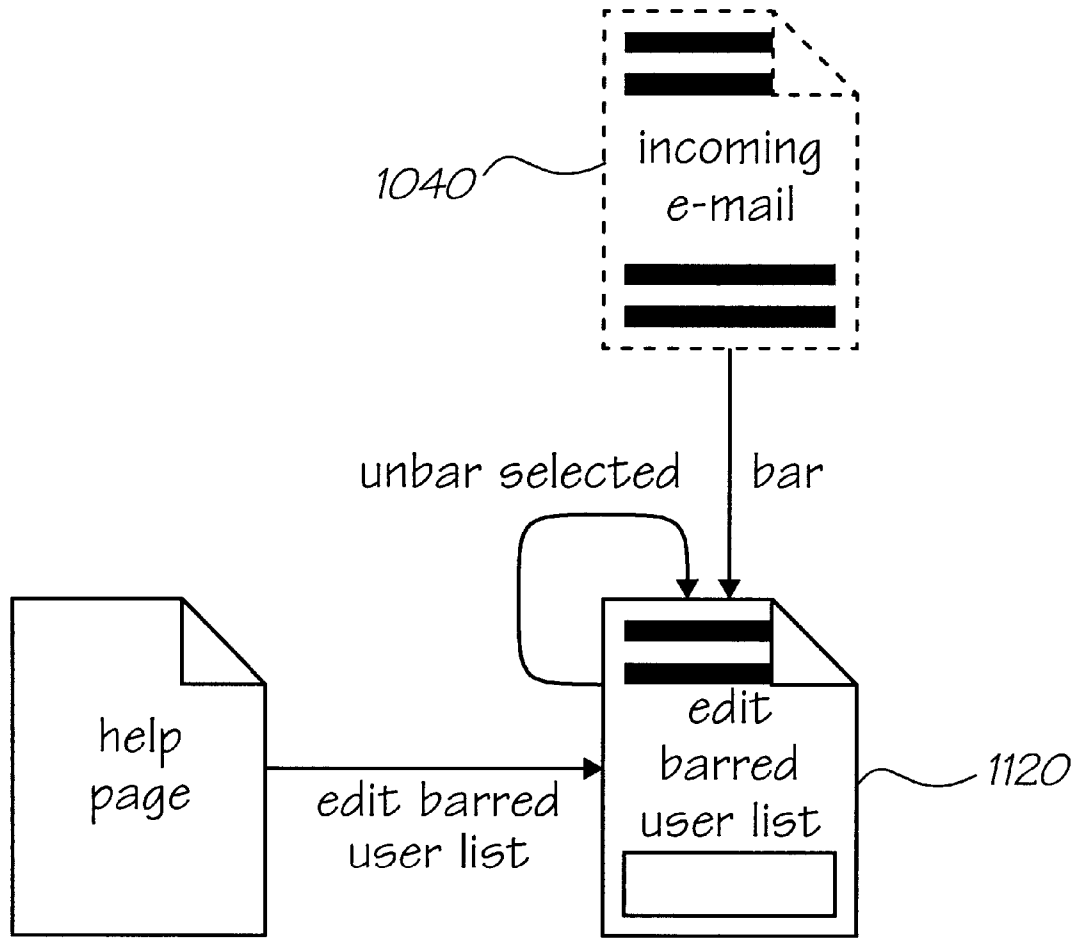 incoming
e-mail
1040
unbar selected
bar
help
page
edit barred
user list
edit
barred
user list
1120